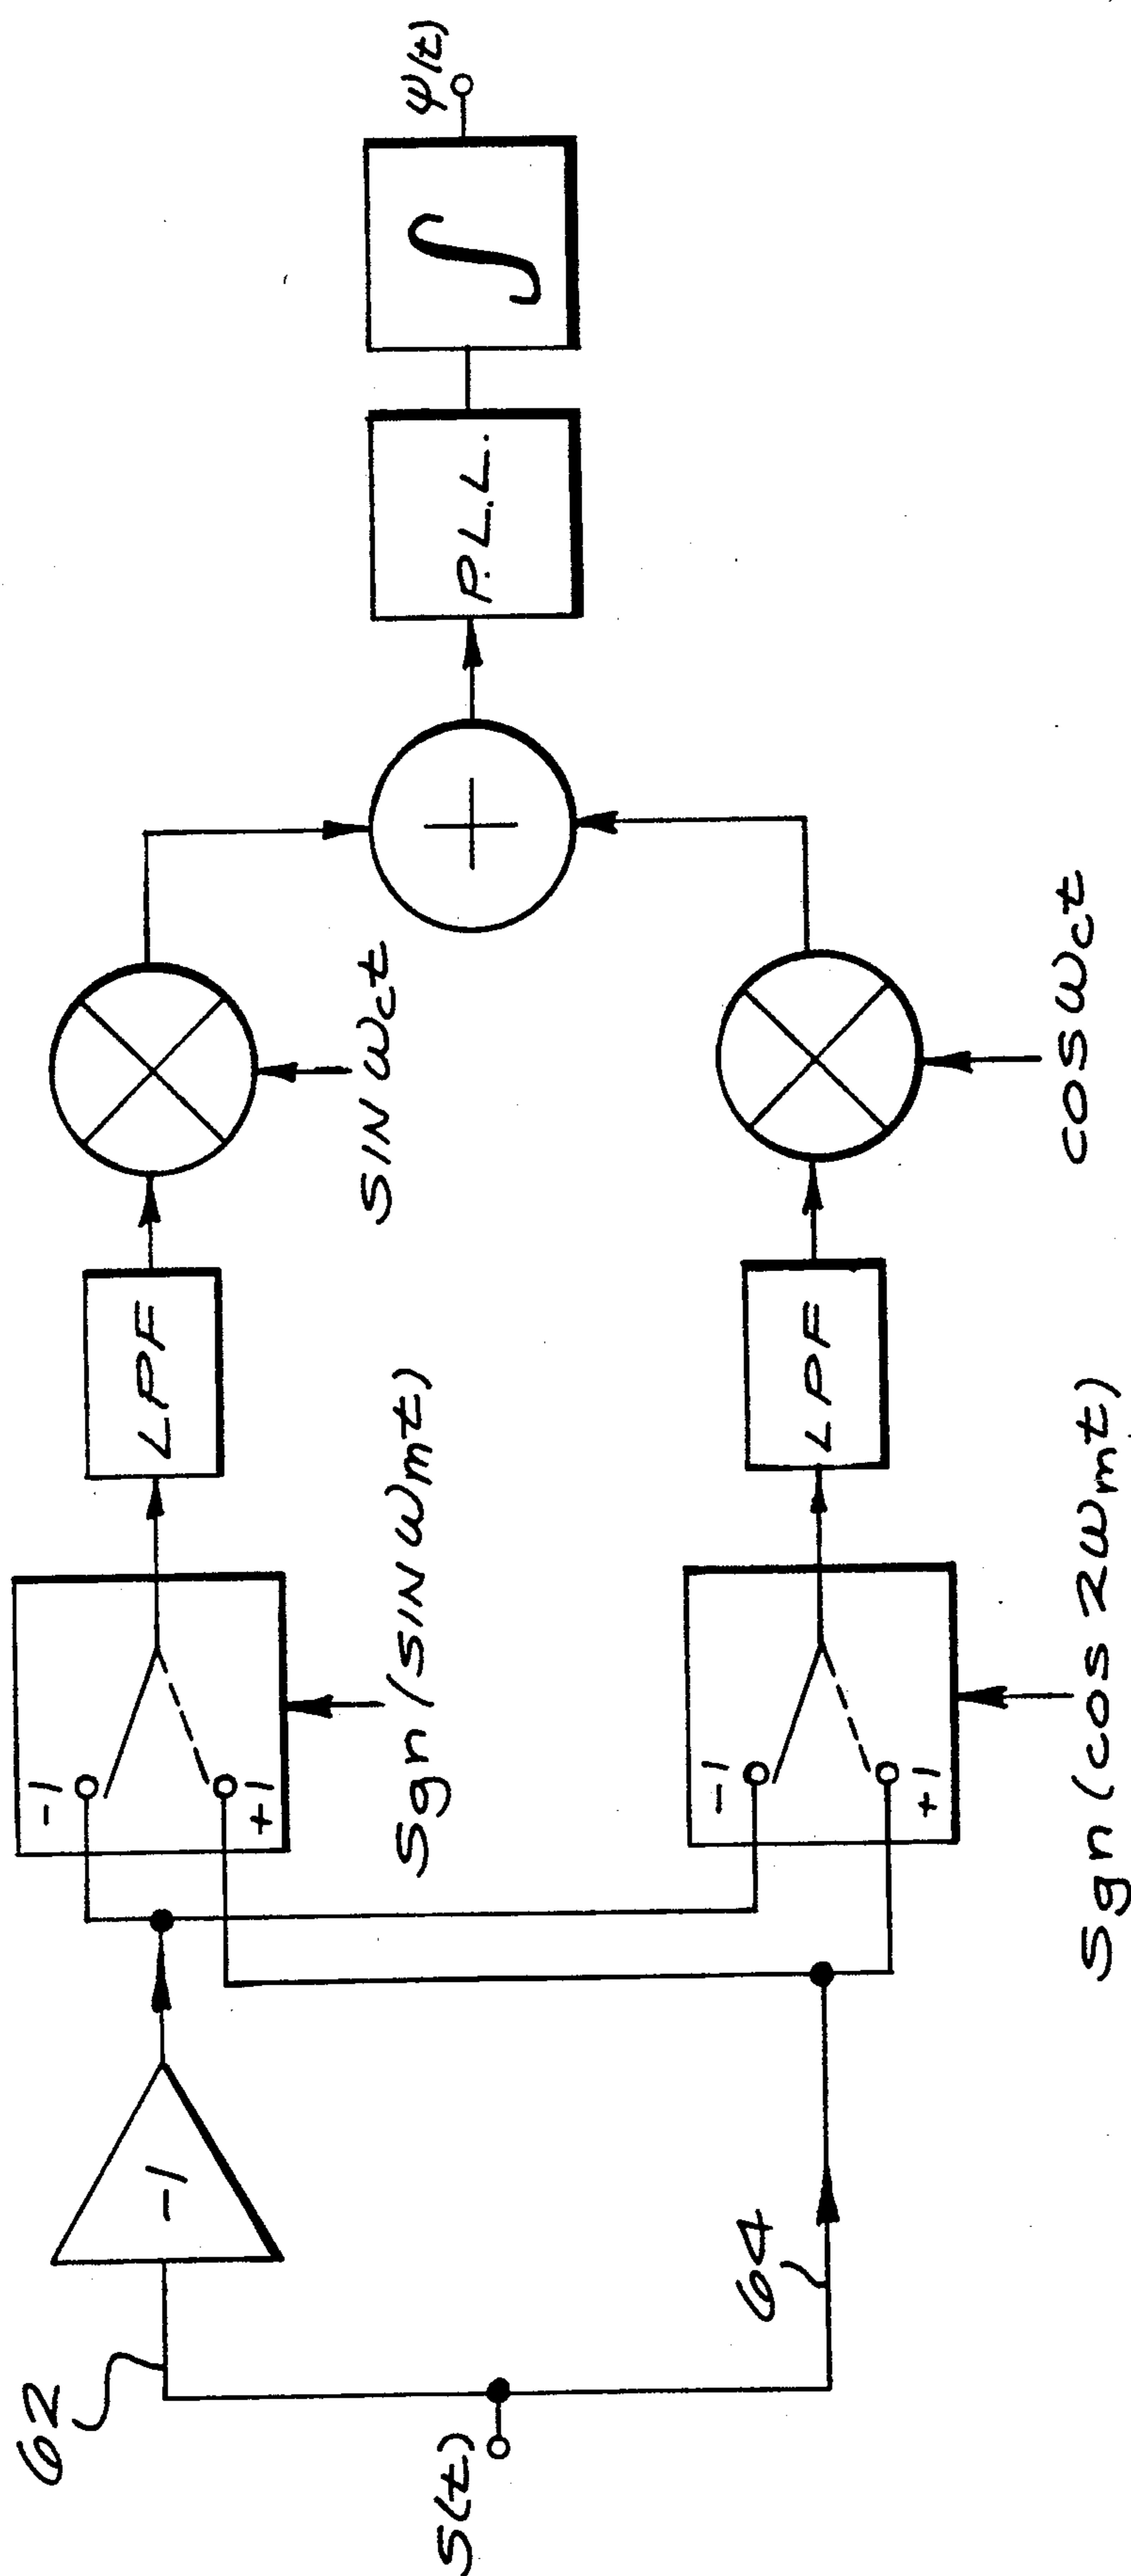 62
S(t)
64
-1
-1
+1
Sgn(SIN ωmt)
-1
+1
Sgn(COS 2ωmt)
LPF
LPF
SIN ωct
COS ωct
+
P.L.L.
∫
ψ(t)